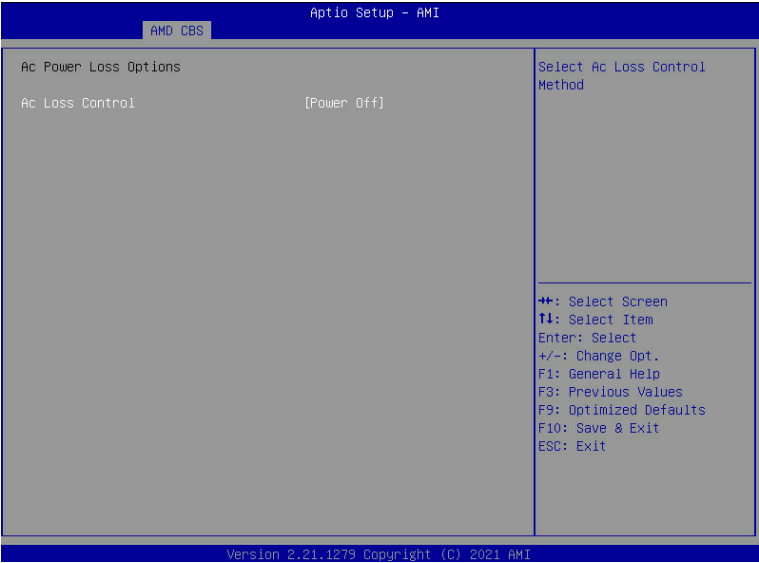 Aptio Setup – AMI
AMD CBS
Ac Power Loss Options
Ac Loss Control [Power Off]
Select Ac Loss Control
Method
→←: Select Screen
↑↓: Select Item
Enter: Select
+/-: Change Opt.
F1: General Help
F3: Previous Values
F9: Optimized Defaults
F10: Save & Exit
ESC: Exit
Version 2.21.1279 Copyright (C) 2021 AMI